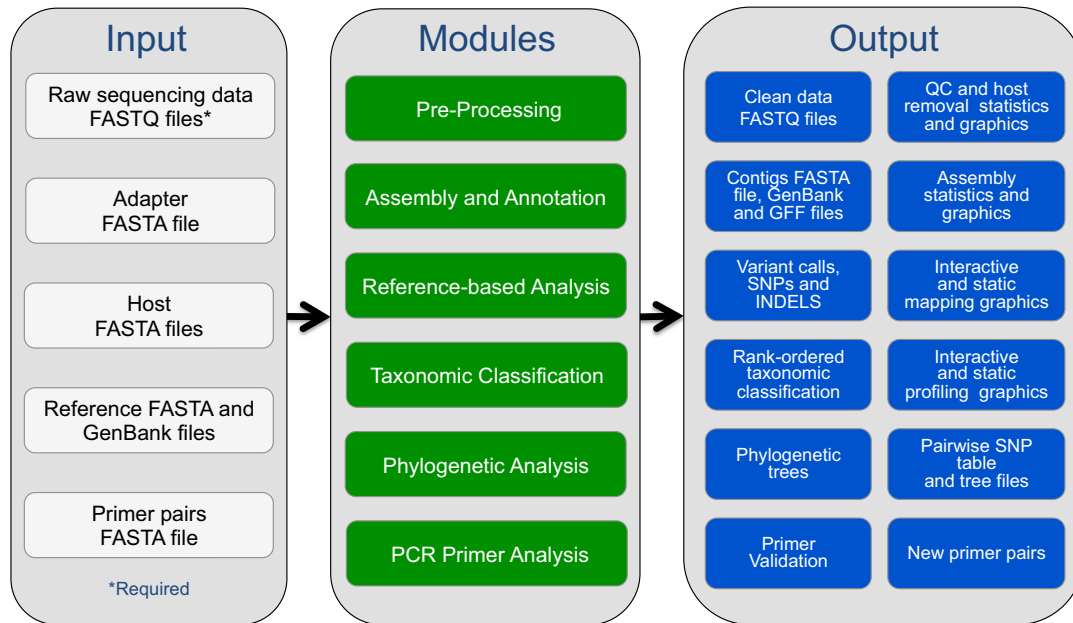 Input
Raw sequencing data
FASTQ files*
Adapter
FASTA file
Host
FASTA files
Reference FASTA and
GenBank files
Primer pairs
FASTA file
*Required
Modules
Pre-Processing
Assembly and Annotation
Reference-based Analysis
Taxonomic Classification
Phylogenetic Analysis
PCR Primer Analysis
Output
Clean data
FASTQ files
QC and host
removal statistics
and graphics
Contigs FASTA
file, GenBank
and GFF files
Assembly
statistics and
graphics
Variant calls,
SNPs and
INDELS
Interactive
and static
mapping graphics
Rank-ordered
taxonomic
classification
Interactive
and static
profiling graphics
Phylogenetic
trees
Pairwise SNP
table
and tree files
Primer
Validation
New primer pairs